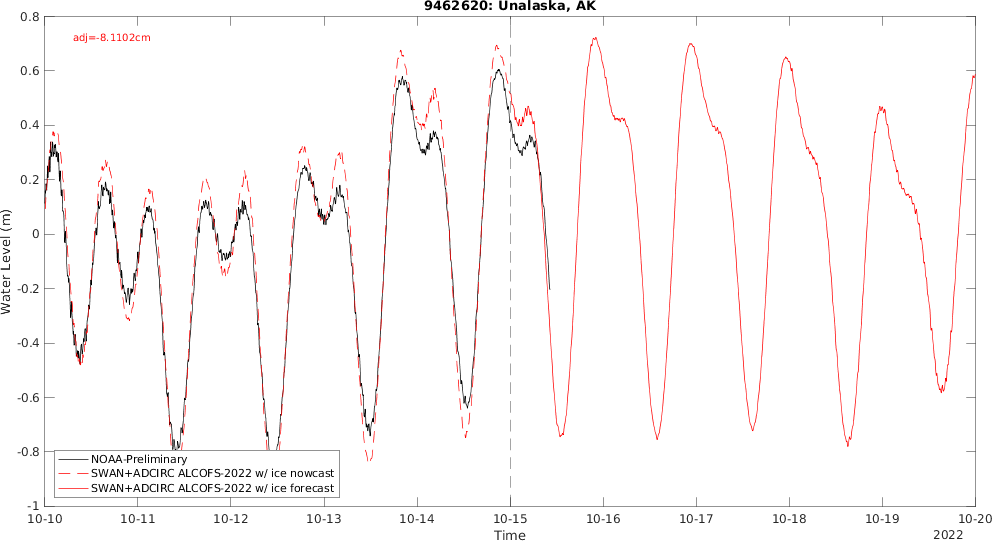 9462620: Unalaska, AK
adj=-8.1102cm
0.8
0.6
0.4
0.2
0
-0.2
-0.4
-0.6
-0.8
-1
Water Level (m)
NOAA-Preliminary
SWAN+ADCIRC ALCOFS-2022 w/ ice nowcast
SWAN+ADCIRC ALCOFS-2022 w/ ice forecast
10-10 10-11 10-12 10-13 10-14 10-15 10-16 10-17 10-18 10-19 10-20
Time
2022